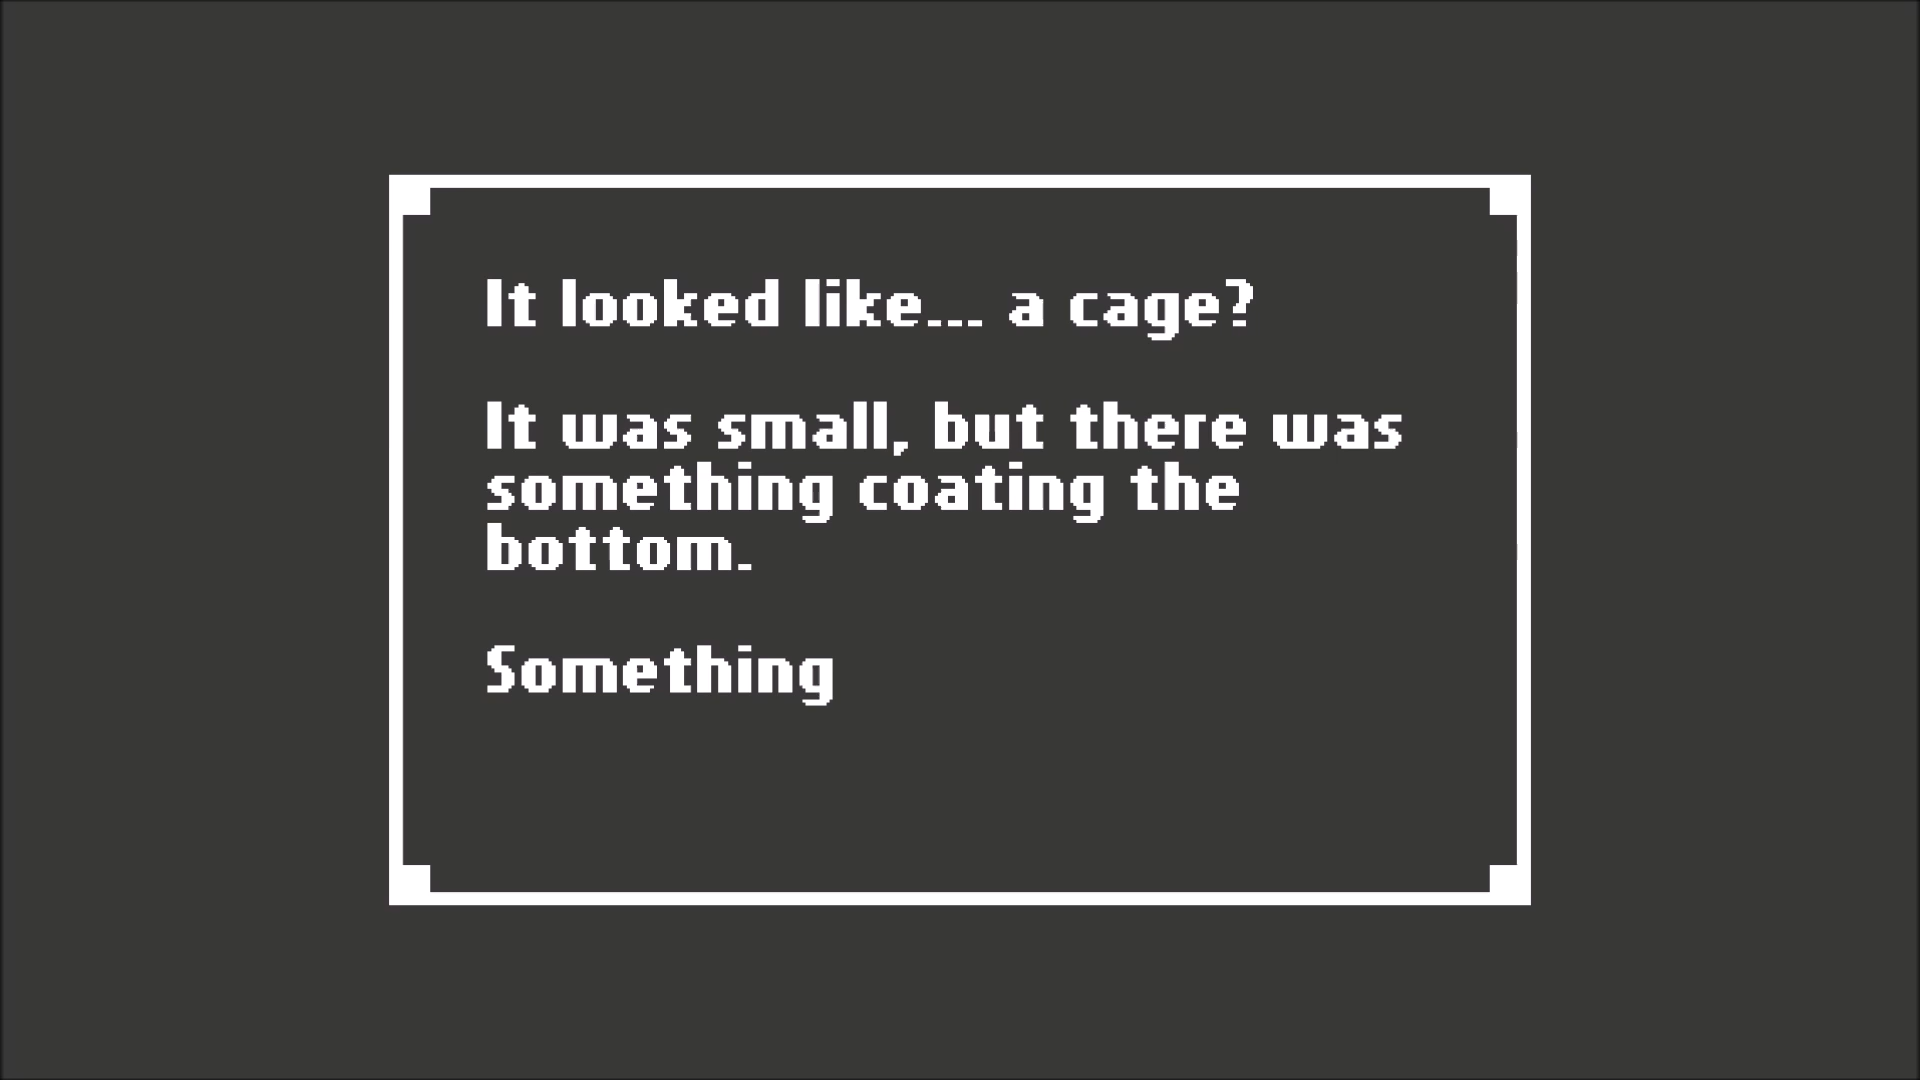 It looked like... a cage?
It was small, but there was
something coating the
bottom.
Something